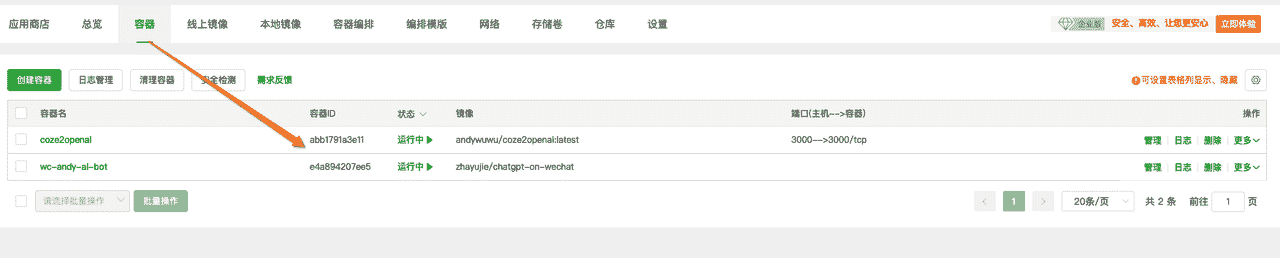 应用商店 总览 容器 线上镜像 本地镜像 容器编排 编排模版 网络 存储卷 仓库 设置 企业版 安全、高效、让您更安心 立即体验
创建容器 日志管理 清理容器 安全检测 需求反馈 可设置表格列显示、隐藏
容器名 容器ID 状态 镜像 端口(主机-->容器) 操作
coze2openai abb1791a3e11 运行中 andywuwu/coze2openai:latest 3000-->3000/tcp 管理 日志 删除 更多
wc-andy-al-bot e4a894207ee5 运行中 zhayujie/chatgpt-on-wechat 管理 日志 删除 更多
请选择批量操作 批量操作 < 1 > 20条/页 共 2 条 前往 1 页